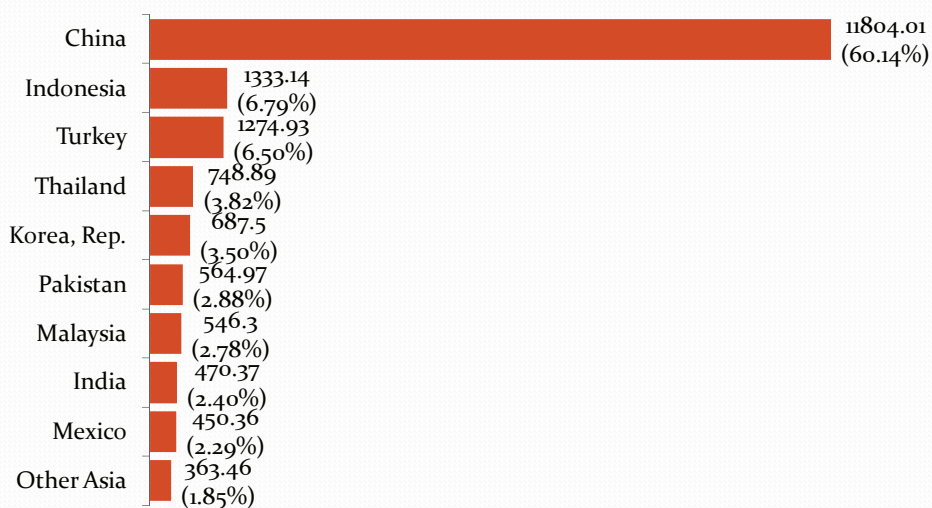 China
11804.01
(60.14%)
Indonesia
1333.14
(6.79%)
Turkey
1274.93
(6.50%)
Thailand
748.89
(3.82%)
Korea, Rep.
687.5
(3.50%)
Pakistan
564.97
(2.88%)
Malaysia
546.3
(2.78%)
India
470.37
(2.40%)
Mexico
450.36
(2.29%)
Other Asia
363.46
(1.85%)